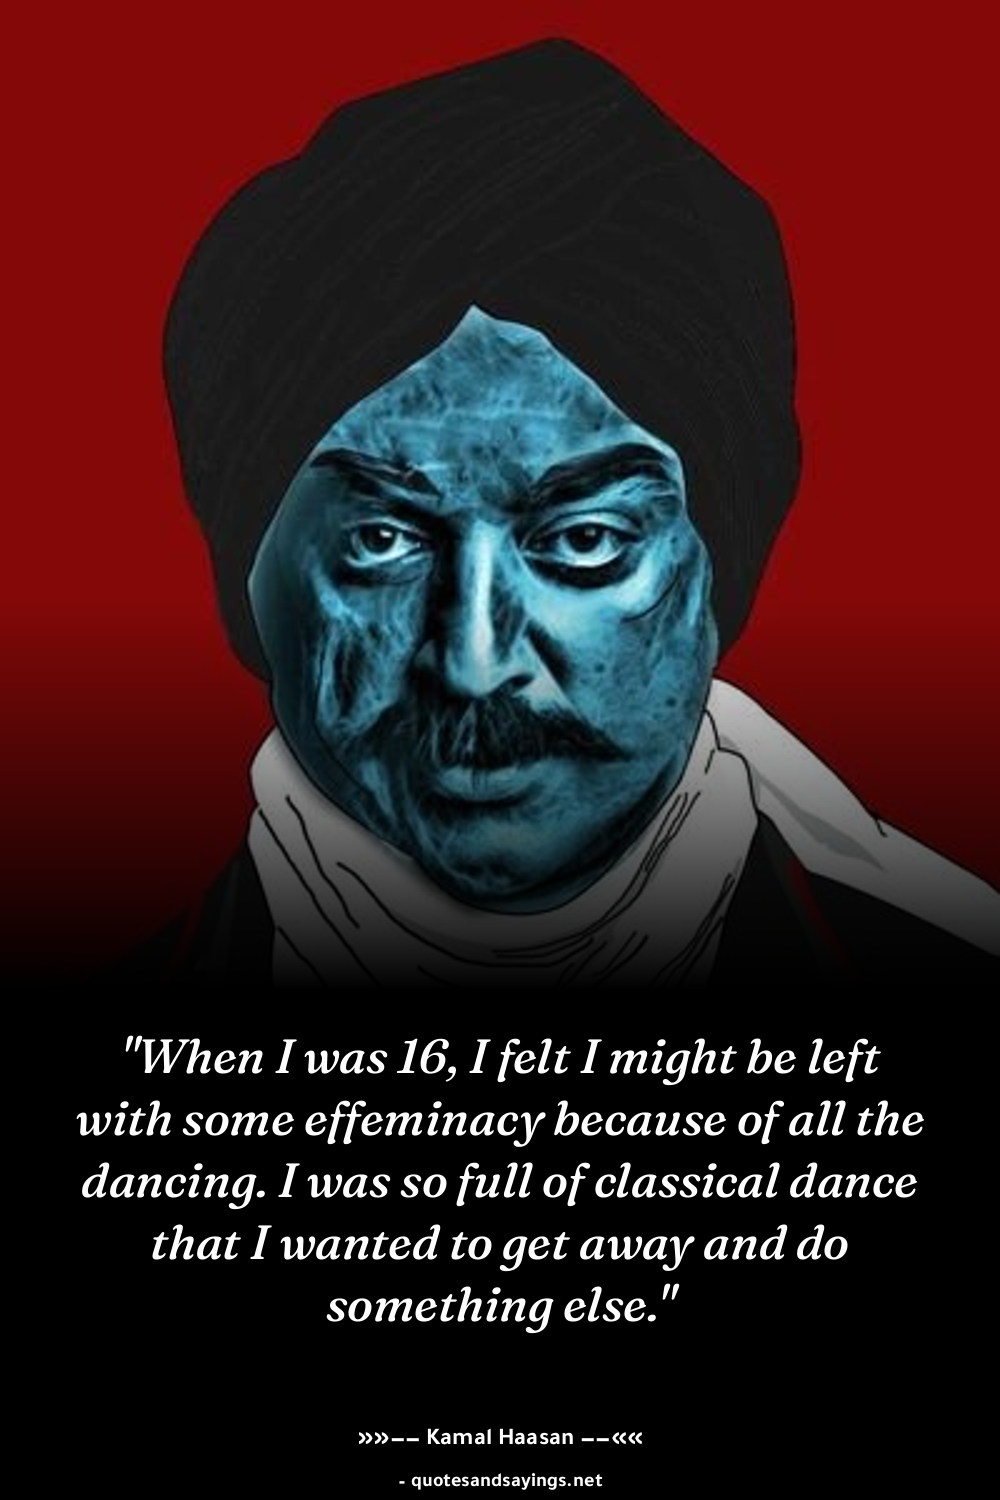 "When I was 16, I felt I might be left
with some effeminacy because of all the
dancing. I was so full of classical dance
that I wanted to get away and do
something else."
»»–– Kamal Haasan ––««
- quotesandsayings.net